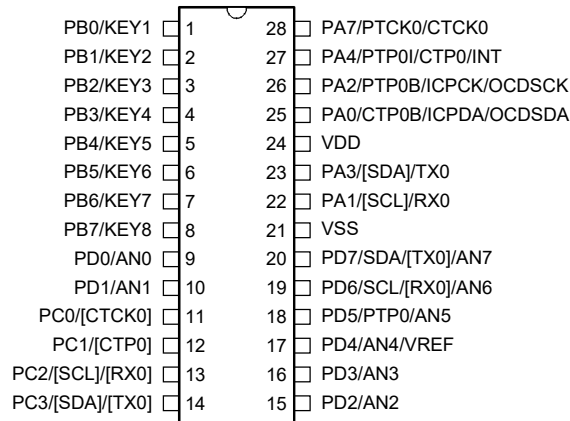 PB0/KEY1 1 28 PA7/PTCK0/CTCK0
PB1/KEY2 2 27 PA4/PTP0I/CTP0/INT
PB2/KEY3 3 26 PA2/PTP0B/ICPCK/OCDSCK
PB3/KEY4 4 25 PA0/CTP0B/ICPDA/OCDSDA
PB4/KEY5 5 24 VDD
PB5/KEY6 6 23 PA3/[SDA]/TX0
PB6/KEY7 7 22 PA1/[SCL]/RX0
PB7/KEY8 8 21 VSS
PD0/AN0 9 20 PD7/SDA/[TX0]/AN7
PD1/AN1 10 19 PD6/SCL/[RX0]/AN6
PC0/[CTCK0] 11 18 PD5/PTP0/AN5
PC1/[CTP0] 12 17 PD4/AN4/VREF
PC2/[SCL]/[RX0] 13 16 PD3/AN3
PC3/[SDA]/[TX0] 14 15 PD2/AN2